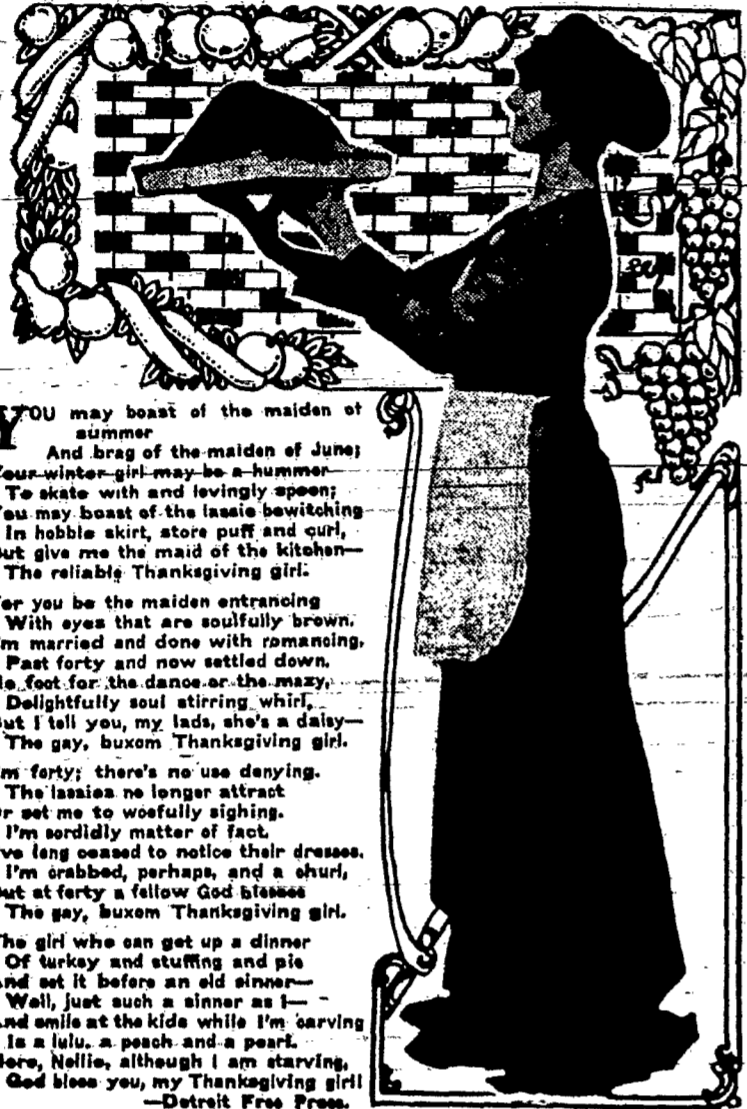 YOU may boast of the maiden of
summer
And brag of the maiden of June;
Your winter girl may be a hummer
To skate with and lovingly spoon;
You may boast of the lassie bewitching
In hobble skirt, store puff and curl,
But give me the maid of the kitchen—
The reliable Thanksgiving girl.
For you be the maiden entrancing
With eyes that are soulfully brown.
I'm married and done with romancing,
Past forty and now settled down.
No foot for the dance or the mazy,
Delightfully soul stirring whirl,
But I tell you, my lads, she's a daisy—
The gay, buxom Thanksgiving girl.
I'm forty; there's no use denying.
The lassies no longer attract
Or set me to woefully sighing.
I'm sordidly matter of fact.
I've long ceased to notice their dresses.
I'm crabbed, perhaps, and a churl,
But at forty a fellow God blesses
The gay, buxom Thanksgiving girl.
The girl who can get up a dinner
Of turkey and stuffing and pie
And set it before an old sinner—
Well, just such a sinner as I—
And smile at the kids while I'm carving
Is a lulu, a peach and a pearl.
Here, Nellie, although I am starving,
God bless you, my Thanksgiving girl!
—Detroit Free Press.